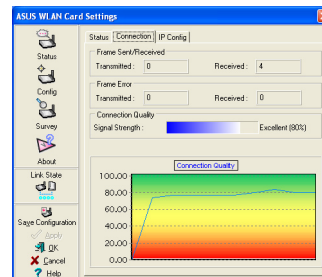 ASUS WLAN Card Settings
Status
Config
Survey
About
Link State
Save Configuration
Apply
OK
Cancel
Help
Status Connection IP Config
Frame Sent/Received
Transmitted : 0 Received : 4
Frame Error
Transmitted : 0 Received : 0
Connection Quality
Signal Strength : Excellent (80%)
Connection Quality
100.00
80.00
60.00
40.00
20.00
0.00